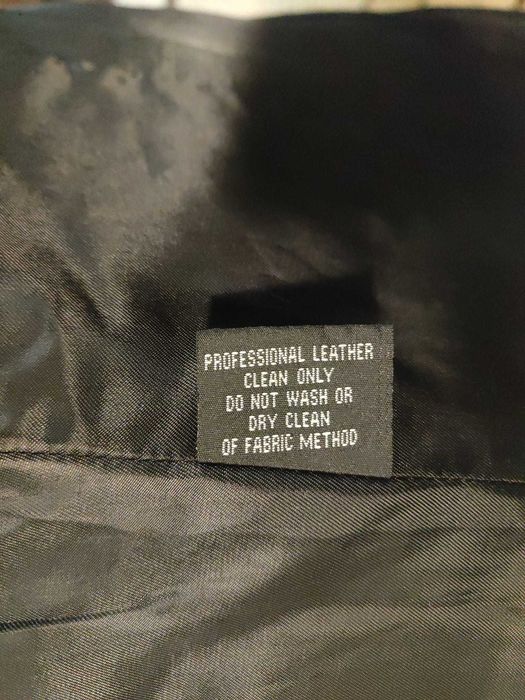 PROFESSIONAL LEATHER
CLEAN ONLY
DO NOT WASH OR
DRY CLEAN
OF FABRIC METHOD